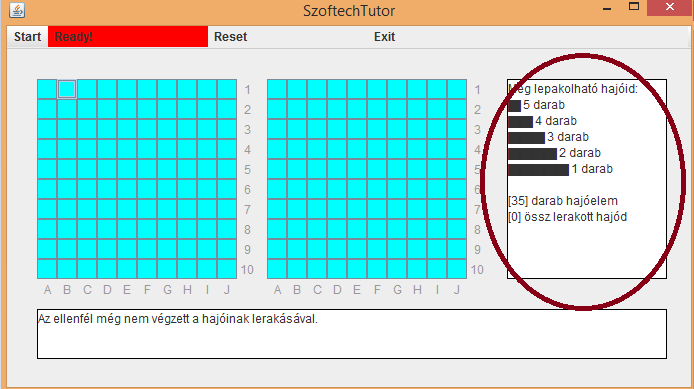 SzoftechTutor
Start Ready! Reset Exit
Még lepakolható hajóid:
5 darab
4 darab
3 darab
2 darab
1 darab
[35] darab hajóelem
[0] össz lerakott hajód
1
2
3
4
5
6
7
8
9
10
A B C D E F G H I J
1
2
3
4
5
6
7
8
9
10
A B C D E F G H I J
Az ellenfél még nem végzett a hajóinak lerakásával.